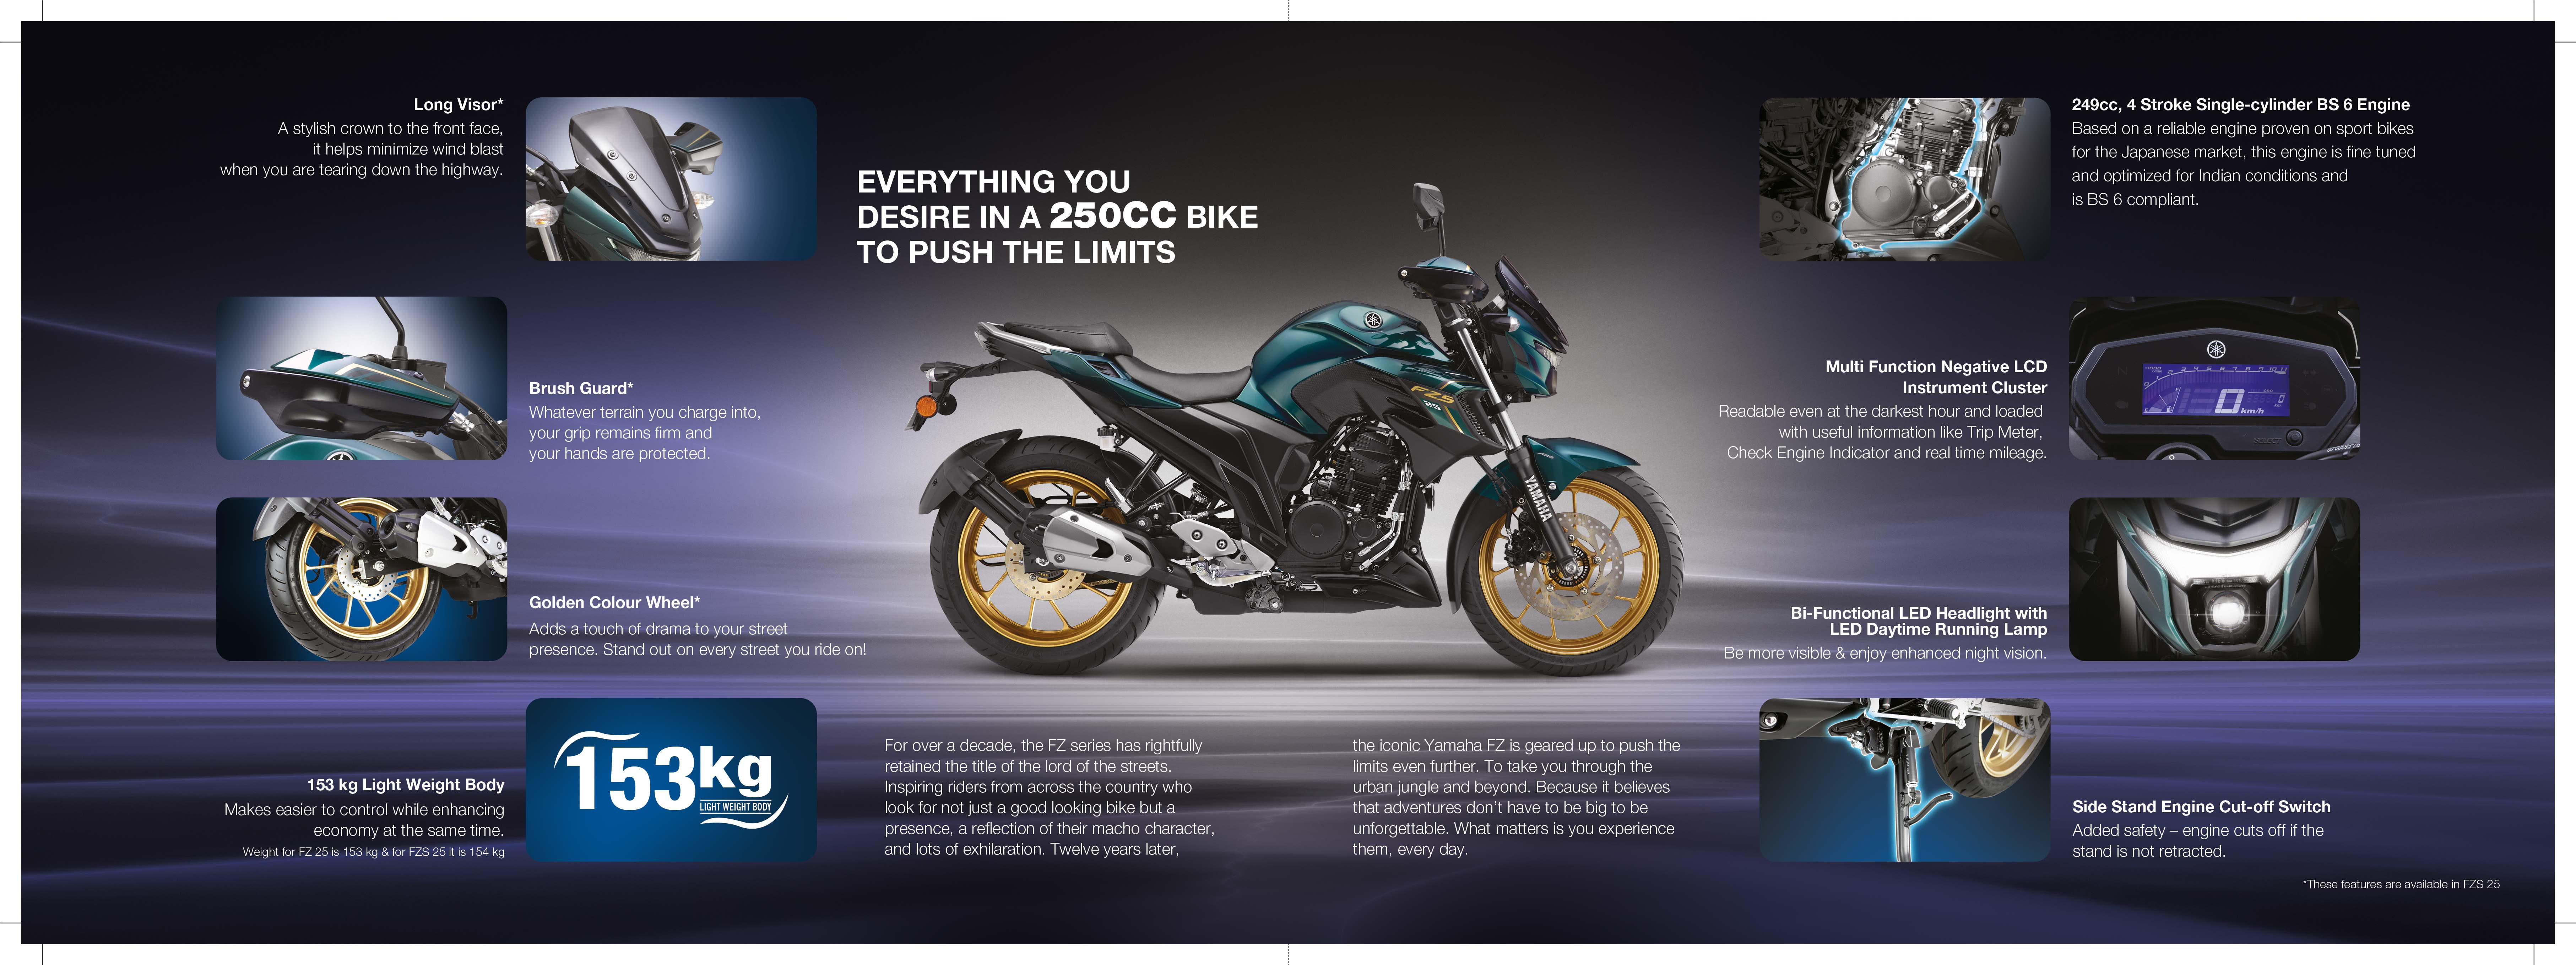 Long Visor*
A stylish crown to the front face,
it helps minimize wind blast
when you are tearing down the highway.
Brush Guard*
Whatever terrain you charge into,
your grip remains firm and
your hands are protected.
Golden Colour Wheel*
Adds a touch of drama to your street
presence. Stand out on every street you ride on!
153 kg Light Weight Body
Makes easier to control while enhancing
economy at the same time.
Weight for FZ 25 is 153 kg & for FZS 25 it is 154 kg
153kg
LIGHT WEIGHT BODY
EVERYTHING YOU
DESIRE IN A 250CC BIKE
TO PUSH THE LIMITS
FZS
25
YAMAHA
For over a decade, the FZ series has rightfully
retained the title of the lord of the streets.
Inspiring riders from across the country who
look for not just a good looking bike but a
presence, a reflection of their macho character,
and lots of exhilaration. Twelve years later,
the iconic Yamaha FZ is geared up to push the
limits even further. To take you through the
urban jungle and beyond. Because it believes
that adventures don't have to be big to be
unforgettable. What matters is you experience
them, every day.
249cc, 4 Stroke Single-cylinder BS 6 Engine
Based on a reliable engine proven on sport bikes
for the Japanese market, this engine is fine tuned
and optimized for Indian conditions and
is BS 6 compliant.
Multi Function Negative LCD
Instrument Cluster
Readable even at the darkest hour and loaded
with useful information like Trip Meter,
Check Engine Indicator and real time mileage.
0 km/h
SELECT
Bi-Functional LED Headlight with
LED Daytime Running Lamp
Be more visible & enjoy enhanced night vision.
Side Stand Engine Cut-off Switch
Added safety – engine cuts off if the
stand is not retracted.
*These features are available in FZS 25